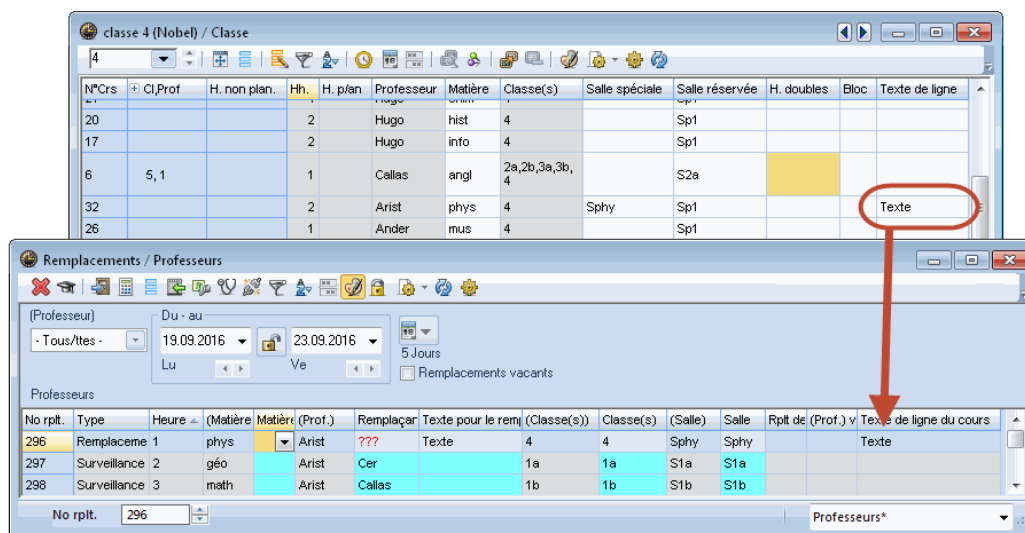 classe 4 (Nobel) / Classe
4
N°Crs Cl,Prof H. non plan. Hh. H. p/an Professeur Matière Classe(s) Salle spéciale Salle réservée H. doubles Bloc Texte de ligne
20 2 Hugo hist 4 Sp1
17 2 Hugo info 4 Sp1
6 5, 1 1 Callas angl 2a,2b,3a,3b, 4 S2a
32 2 Arist phys 4 Sphy Sp1 Texte
26 1 Ander mus 4 Sp1
Remplacements / Professeurs
(Professeur) Du - au
- Tous/ttes - 19.09.2016 23.09.2016
Lu Ve 5 Jours
Remplacements vacants
Professeurs
No rplt. Type Heure (Matière Matière (Prof.) Remplaçar Texte pour le remp (Classe(s)) Classe(s) (Salle) Salle Rplt de (Prof.) v Texte de ligne du cours
296 Remplaceme 1 phys Arist ??? Texte 4 4 Sphy Sphy Texte
297 Surveillance 2 géo Arist Cer 1a 1a S1a S1a
298 Surveillance 3 math Arist Callas 1b 1b S1b S1b
No rplt. 296 Professeurs*